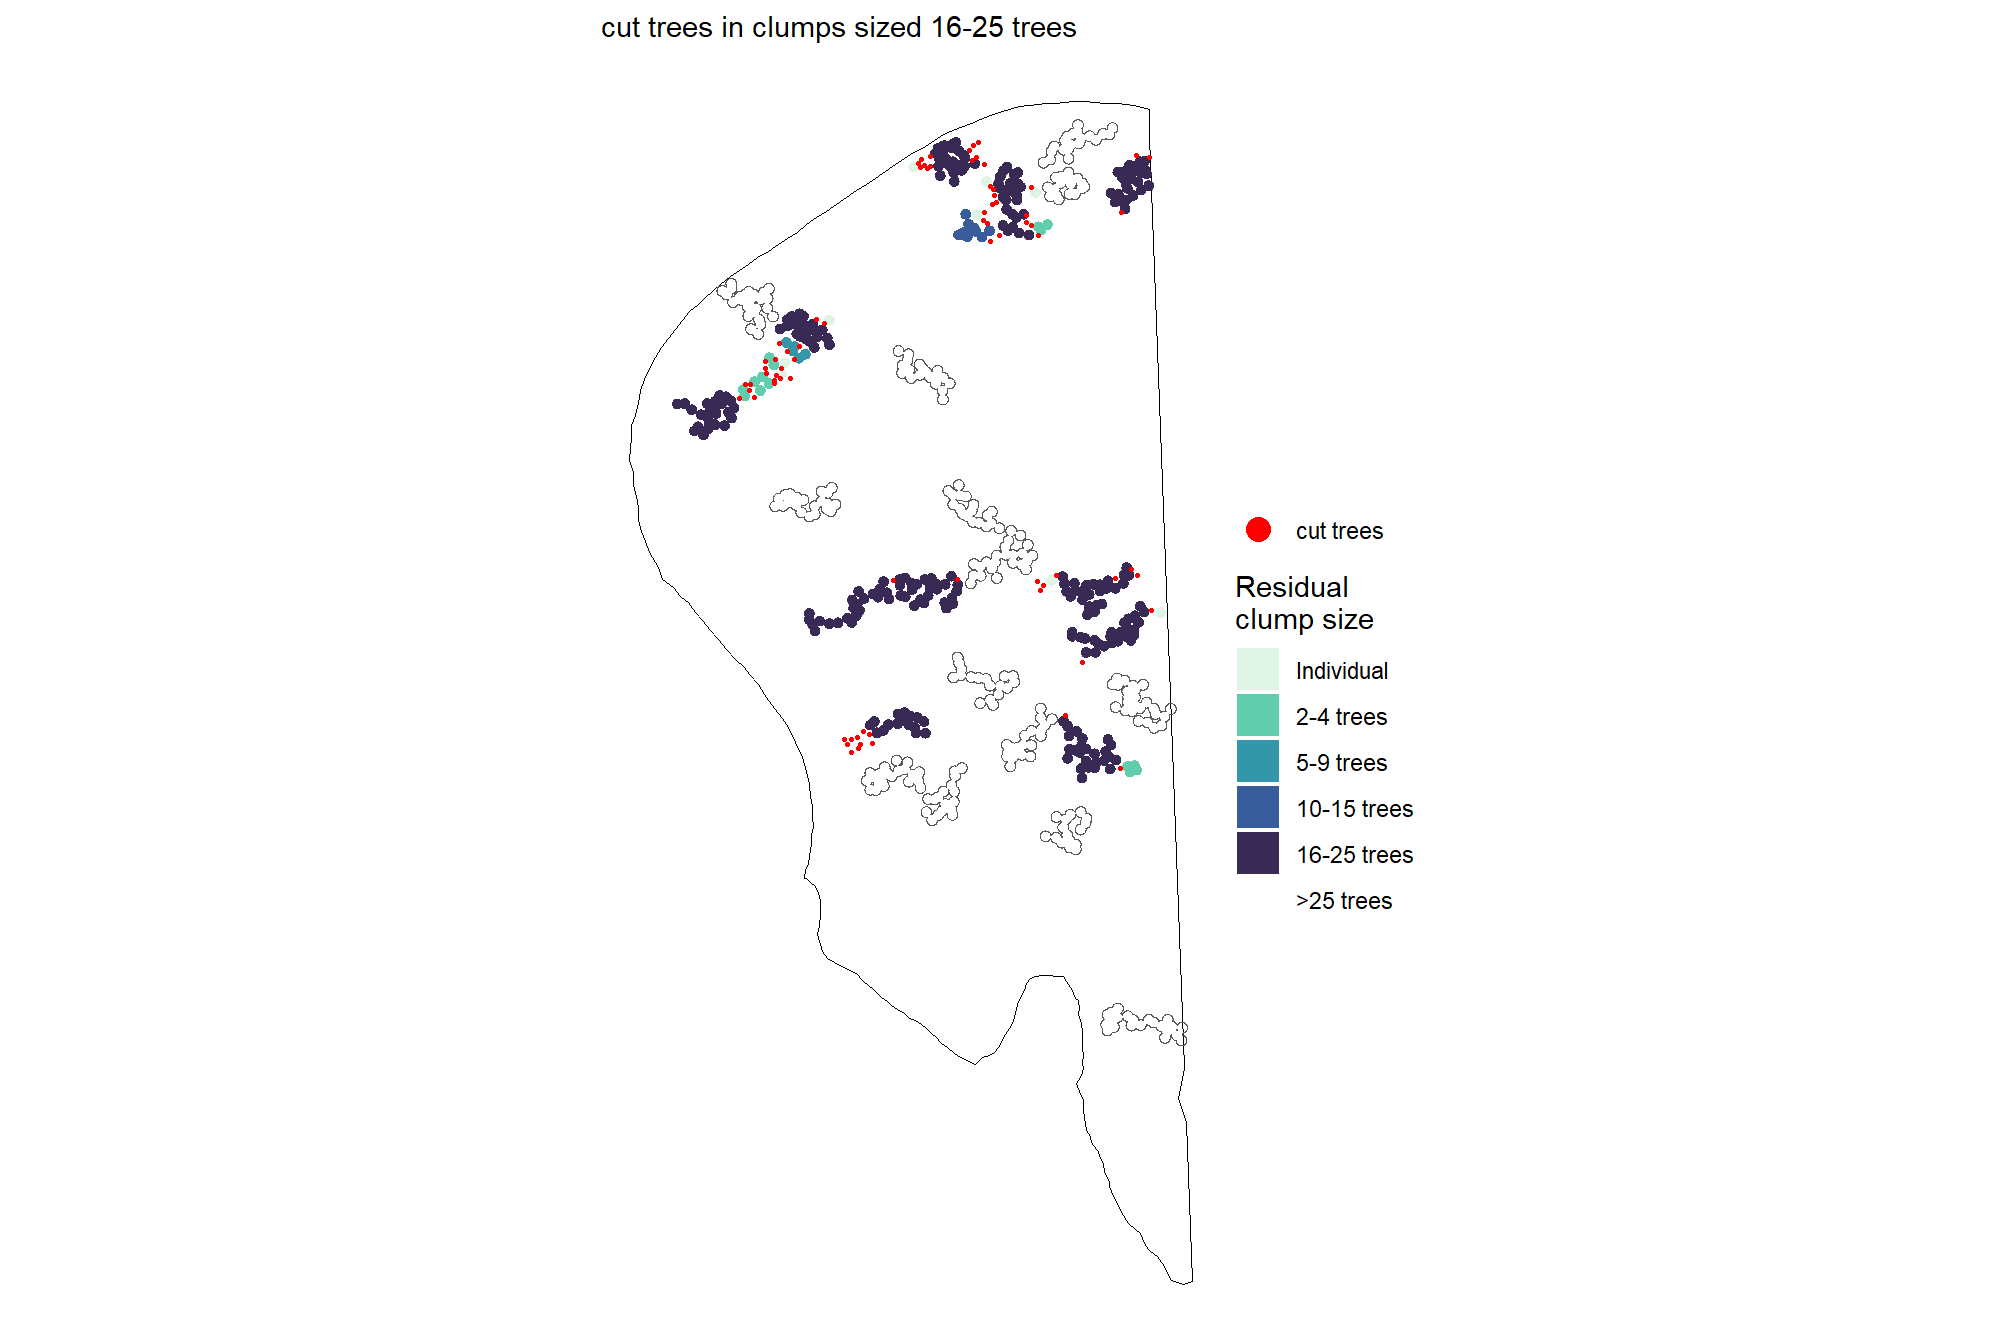 cut trees in clumps sized 16-25 trees
cut trees
Residual
clump size
Individual
2-4 trees
5-9 trees
10-15 trees
16-25 trees
>25 trees